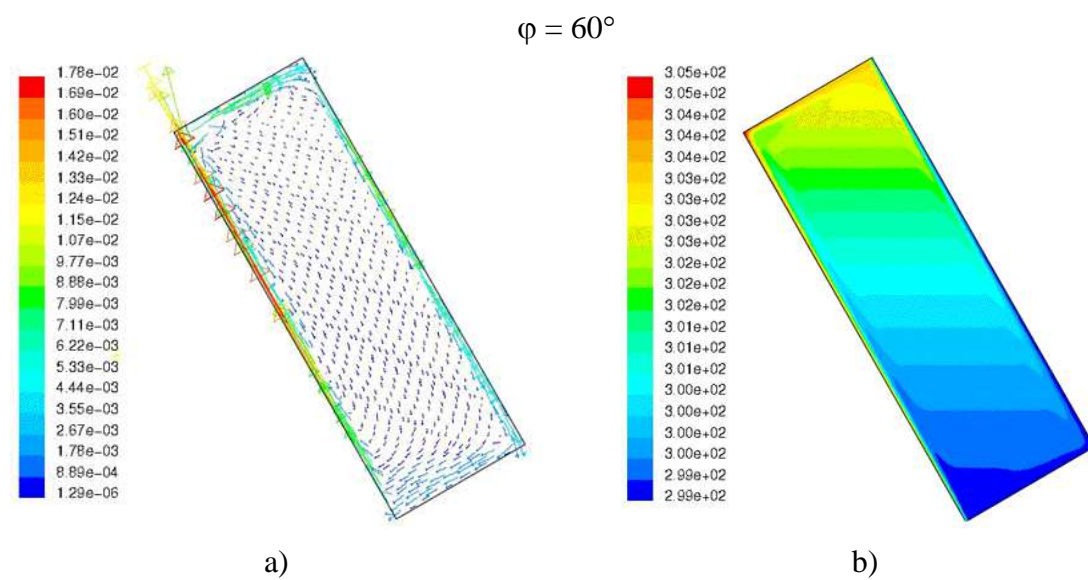 φ = 60°
1.78e-02
1.69e-02
1.60e-02
1.51e-02
1.42e-02
1.33e-02
1.24e-02
1.15e-02
1.07e-02
9.77e-03
8.88e-03
7.99e-03
7.11e-03
6.22e-03
5.33e-03
4.44e-03
3.55e-03
2.67e-03
1.78e-03
8.89e-04
1.29e-06
3.05e+02
3.05e+02
3.04e+02
3.04e+02
3.04e+02
3.03e+02
3.03e+02
3.03e+02
3.03e+02
3.02e+02
3.02e+02
3.02e+02
3.01e+02
3.01e+02
3.01e+02
3.00e+02
3.00e+02
3.00e+02
3.00e+02
2.99e+02
2.99e+02
a)
b)